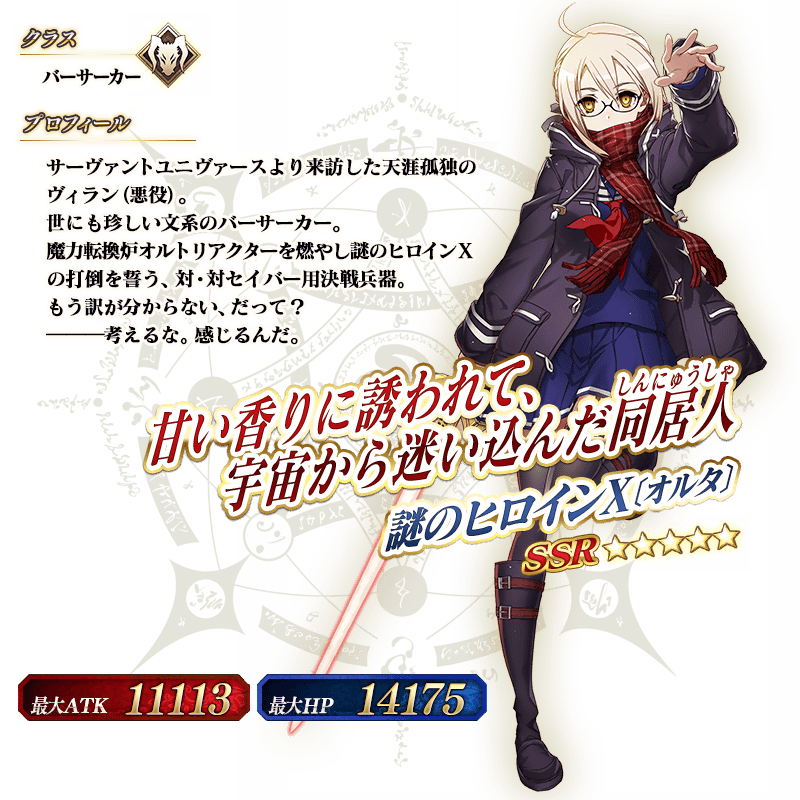 クラス
バーサーカー
プロフィール
サーヴァントユニヴァースより来訪した天涯孤独の
ヴィラン（悪役）。
世にも珍しい文系のバーサーカー。
魔力転換炉オルトリアクターを燃やし謎のヒロインX
の打倒を誓う、対・対セイバー用決戦兵器。
もう訳が分からない、だって？
───考えるな。感じるんだ。
甘い香りに誘われて、
しんにゅうしゃ
宇宙から迷い込んだ同居人
謎のヒロインX〔オルタ〕
SSR ☆☆☆☆☆
最大ATK 11113
最大HP 14175